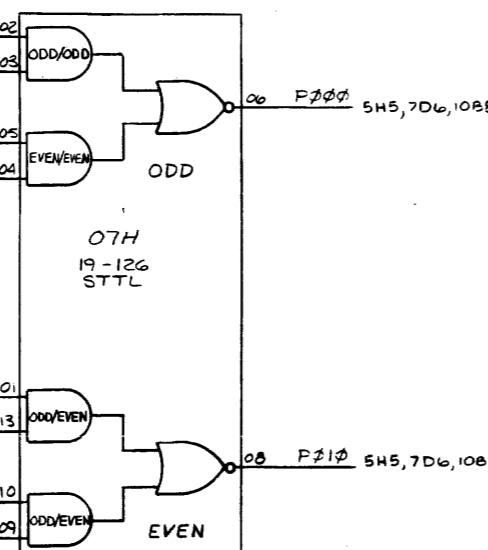 02
03
ODD/ODD
06 PØØØ 5H5, 7D6, 10B8
05
EVEN/EVEN
04
ODD
07H
19-126
STTL
01
ODD/EVEN
13
08 PØ1Ø 5H5, 7D6, 10B
10
ODD/EVEN
09
EVEN